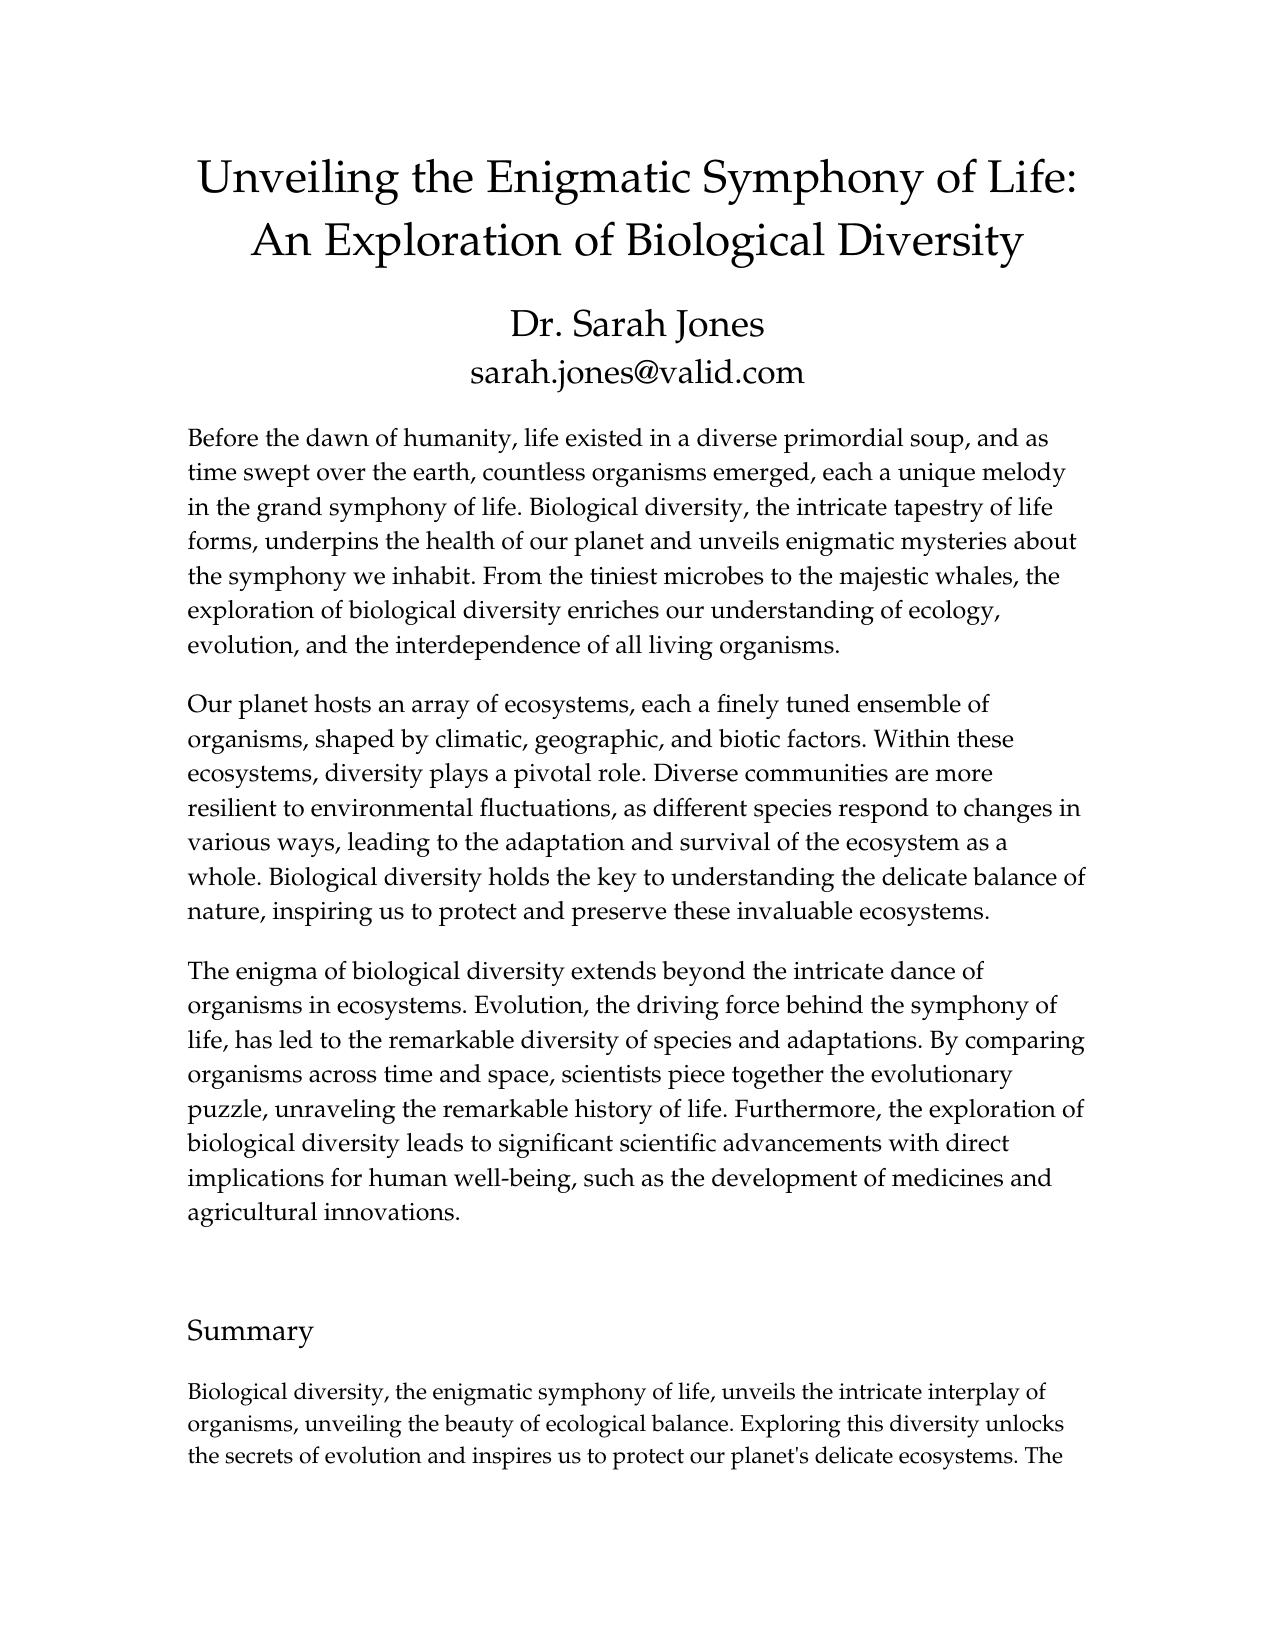 Unveiling the Enigmatic Symphony of Life:
An Exploration of Biological Diversity
Dr. Sarah Jones
sarah.jones@valid.com
Before the dawn of humanity, life existed in a diverse primordial soup, and as
time swept over the earth, countless organisms emerged, each a unique melody
in the grand symphony of life. Biological diversity, the intricate tapestry of life
forms, underpins the health of our planet and unveils enigmatic mysteries about
the symphony we inhabit. From the tiniest microbes to the majestic whales, the
exploration of biological diversity enriches our understanding of ecology,
evolution, and the interdependence of all living organisms.
Our planet hosts an array of ecosystems, each a finely tuned ensemble of
organisms, shaped by climatic, geographic, and biotic factors. Within these
ecosystems, diversity plays a pivotal role. Diverse communities are more
resilient to environmental fluctuations, as different species respond to changes in
various ways, leading to the adaptation and survival of the ecosystem as a
whole. Biological diversity holds the key to understanding the delicate balance of
nature, inspiring us to protect and preserve these invaluable ecosystems.
The enigma of biological diversity extends beyond the intricate dance of
organisms in ecosystems. Evolution, the driving force behind the symphony of
life, has led to the remarkable diversity of species and adaptations. By comparing
organisms across time and space, scientists piece together the evolutionary
puzzle, unraveling the remarkable history of life. Furthermore, the exploration of
biological diversity leads to significant scientific advancements with direct
implications for human well-being, such as the development of medicines and
agricultural innovations.
Summary
Biological diversity, the enigmatic symphony of life, unveils the intricate interplay of
organisms, unveiling the beauty of ecological balance. Exploring this diversity unlocks
the secrets of evolution and inspires us to protect our planet's delicate ecosystems. The